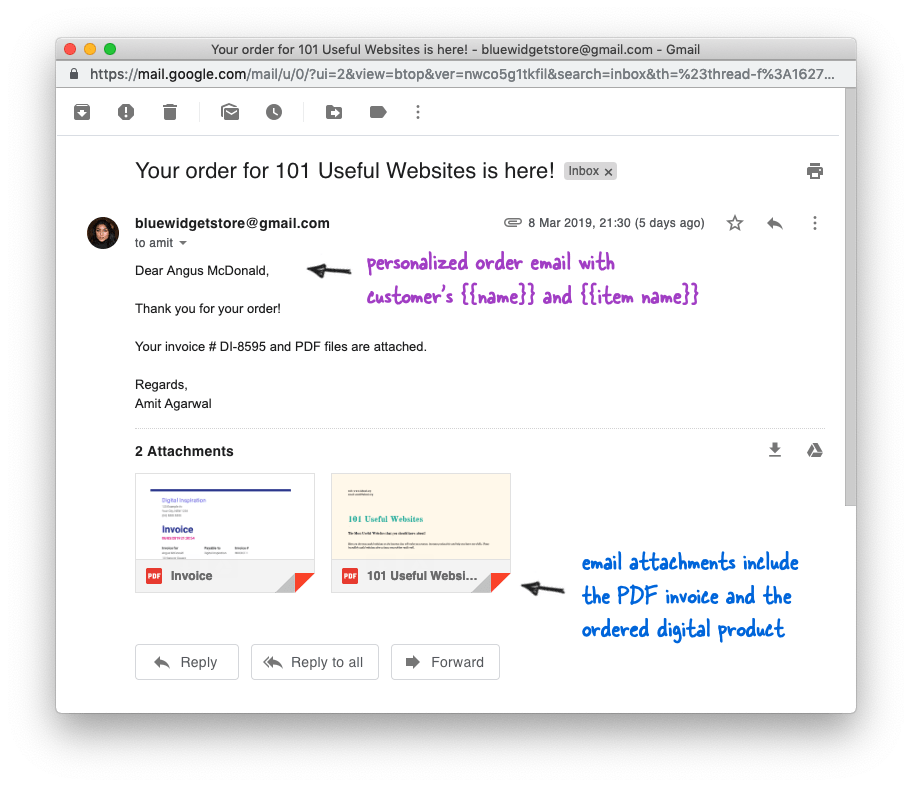 Your order for 101 Useful Websites is here! - bluewidgetstore@gmail.com - Gmail
https://mail.google.com/mail/u/0/?ui=2&view=btop&ver=nwco5g1tkfil&search=inbox&th=%23thread-f%3A1627...
Your order for 101 Useful Websites is here! Inbox x
bluewidgetstore@gmail.com 8 Mar 2019, 21:30 (5 days ago)
to amit
Dear Angus McDonald,
personalized order email with
customer's {{name}} and {{item name}}
Thank you for your order!
Your invoice # DI-8595 and PDF files are attached.
Regards,
Amit Agarwal
2 Attachments
Digital Inspiration
Invoice
Invoice for Payable to Invoice #
101 Useful Websites
PDF Invoice
PDF 101 Useful Websi...
email attachments include
the PDF invoice and the
ordered digital product
Reply Reply to all Forward